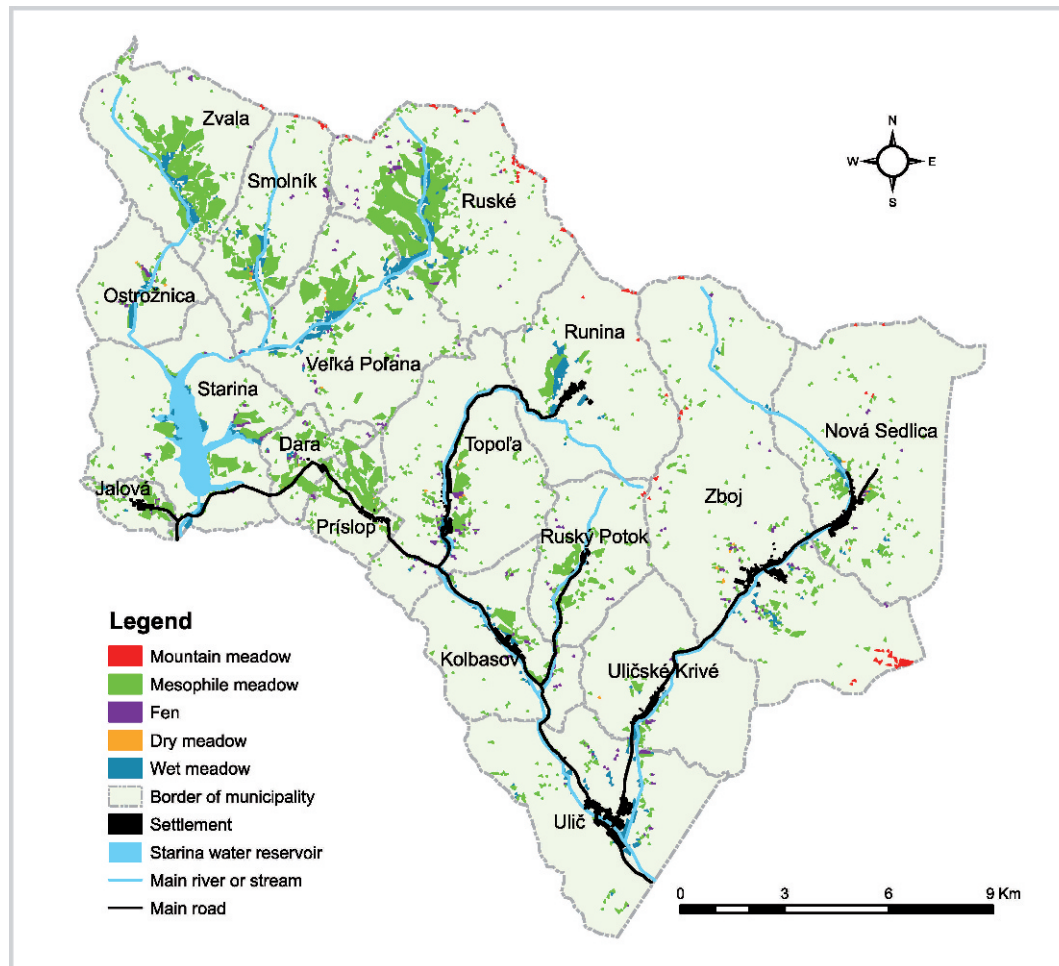 Zvala
Smolník
Ruské
N
W E
S
Ostrožnica
Runina
Veľká Poľana
Starina
Nová Sedlica
Dara
Topoľa
Jalová
Zboj
Príslop
Ruský Potok
Legend
Mountain meadow
Mesophile meadow
Fen
Dry meadow
Wet meadow
Border of municipality
Settlement
Starina water reservoir
Main river or stream
Main road
Kolbasov
Uličské Krivé
Ulič
0 3 6 9 Km